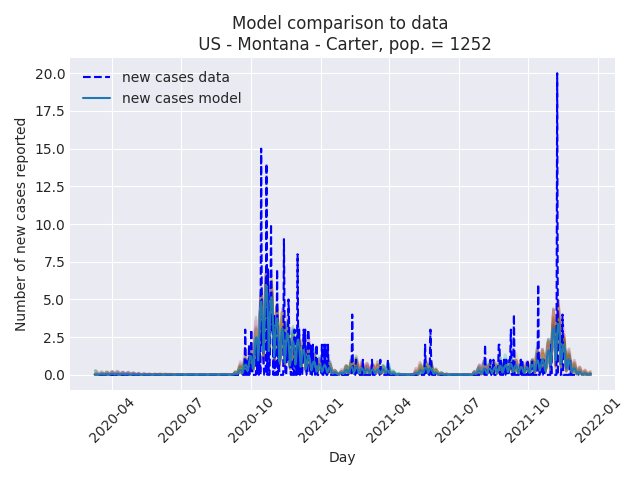 Model comparison to data
US - Montana - Carter, pop. = 1252
new cases data
new cases model
Number of new cases reported
20.0
17.5
15.0
12.5
10.0
7.5
5.0
2.5
0.0
2020-04
2020-07
2020-10
2021-01
2021-04
2021-07
2021-10
2022-01
Day